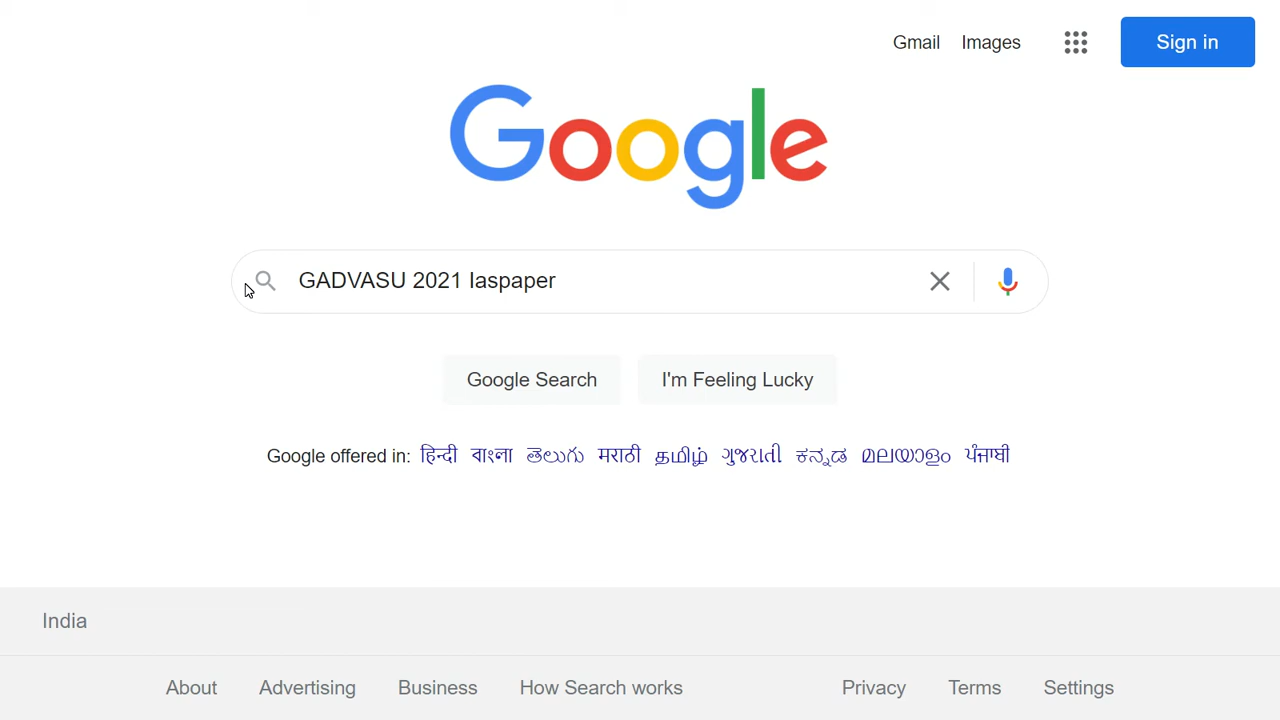 Gmail Images Sign in
Google
GADVASU 2021 laspaper
Google Search I'm Feeling Lucky
Google offered in: हिन्दी বাংলা తెలుగు मराठी தமிழ் ગુજરાતી ಕನ್ನಡ മലയാളം ਪੰਜਾਬੀ
India
About Advertising Business How Search works Privacy Terms Settings